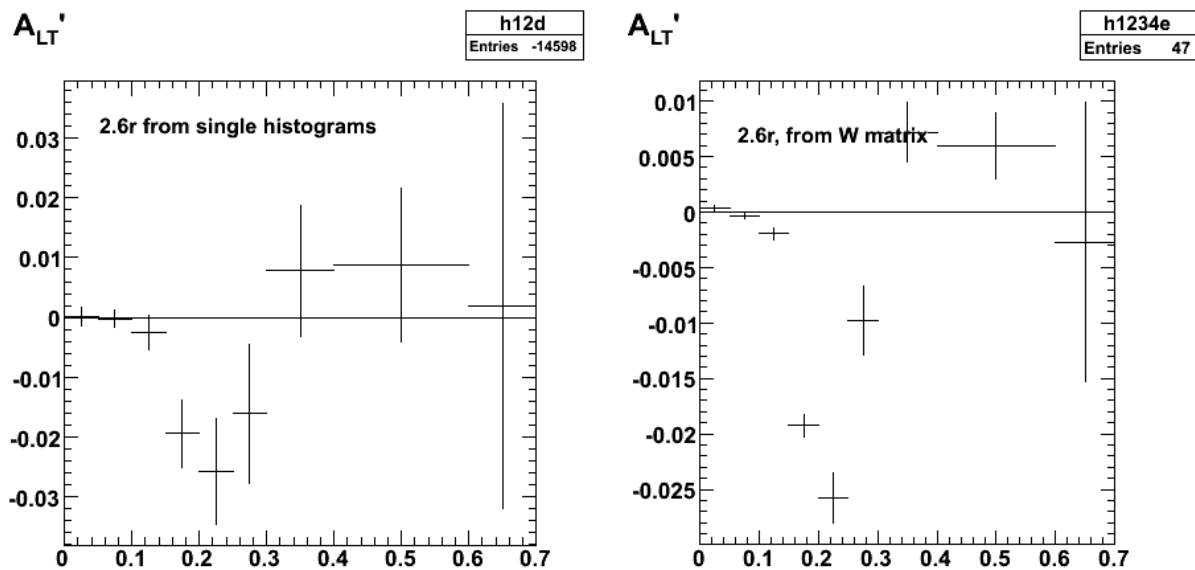 A_LT'
h12d
Entries -14598
2.6r from single histograms
0.03
0.02
0.01
0
-0.01
-0.02
-0.03
0 0.1 0.2 0.3 0.4 0.5 0.6 0.7
A_LT'
h1234e
Entries 47
2.6r, from W matrix
0.01
0.005
0
-0.005
-0.01
-0.015
-0.02
-0.025
0 0.1 0.2 0.3 0.4 0.5 0.6 0.7